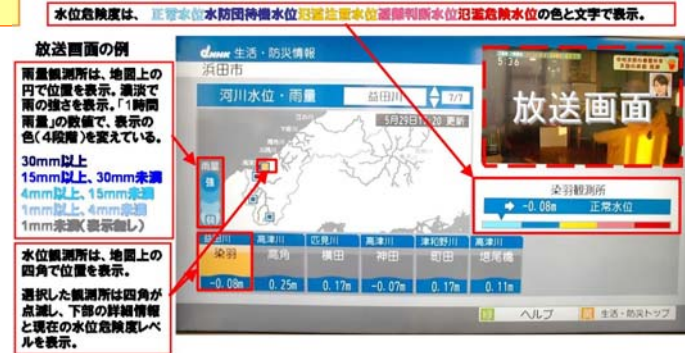 水位危険度は、 正常水位水防団待機水位氾濫注意水位避難判断水位氾濫危険水位の色と文字で表示。
放送画面の例
雨量観測所は、地図上の
円で位置を表示。濃淡で
雨の強さを表示。「1時間
雨量」の数値で、表示の
色(4段階)を変えている。
30mm以上
15mm以上、30mm未満
4mm以上、15mm未満
1mm以上、4mm未満
1mm未満(表示無し)
水位観測所は、地図上の
四角で位置を表示。
選択した観測所は四角が
点滅し、下部の詳細情報
と現在の水位危険度レベ
ルを表示。
dNHK 生活・防災情報
浜田市
河川水位・雨量 益田川 7/7
更新
雨量
強
弱
放送画面
染羽観測所
-0.08m 正常水位
益田川 高津川 匹見川 高津川 津和野川 高津川
染羽 高角 横田 神田 町田 堤尾橋
-0.08m 0.25m 0.17m -0.07m 0.17m 0.11m
緑 ヘルプ 黄 生活・防災トップ